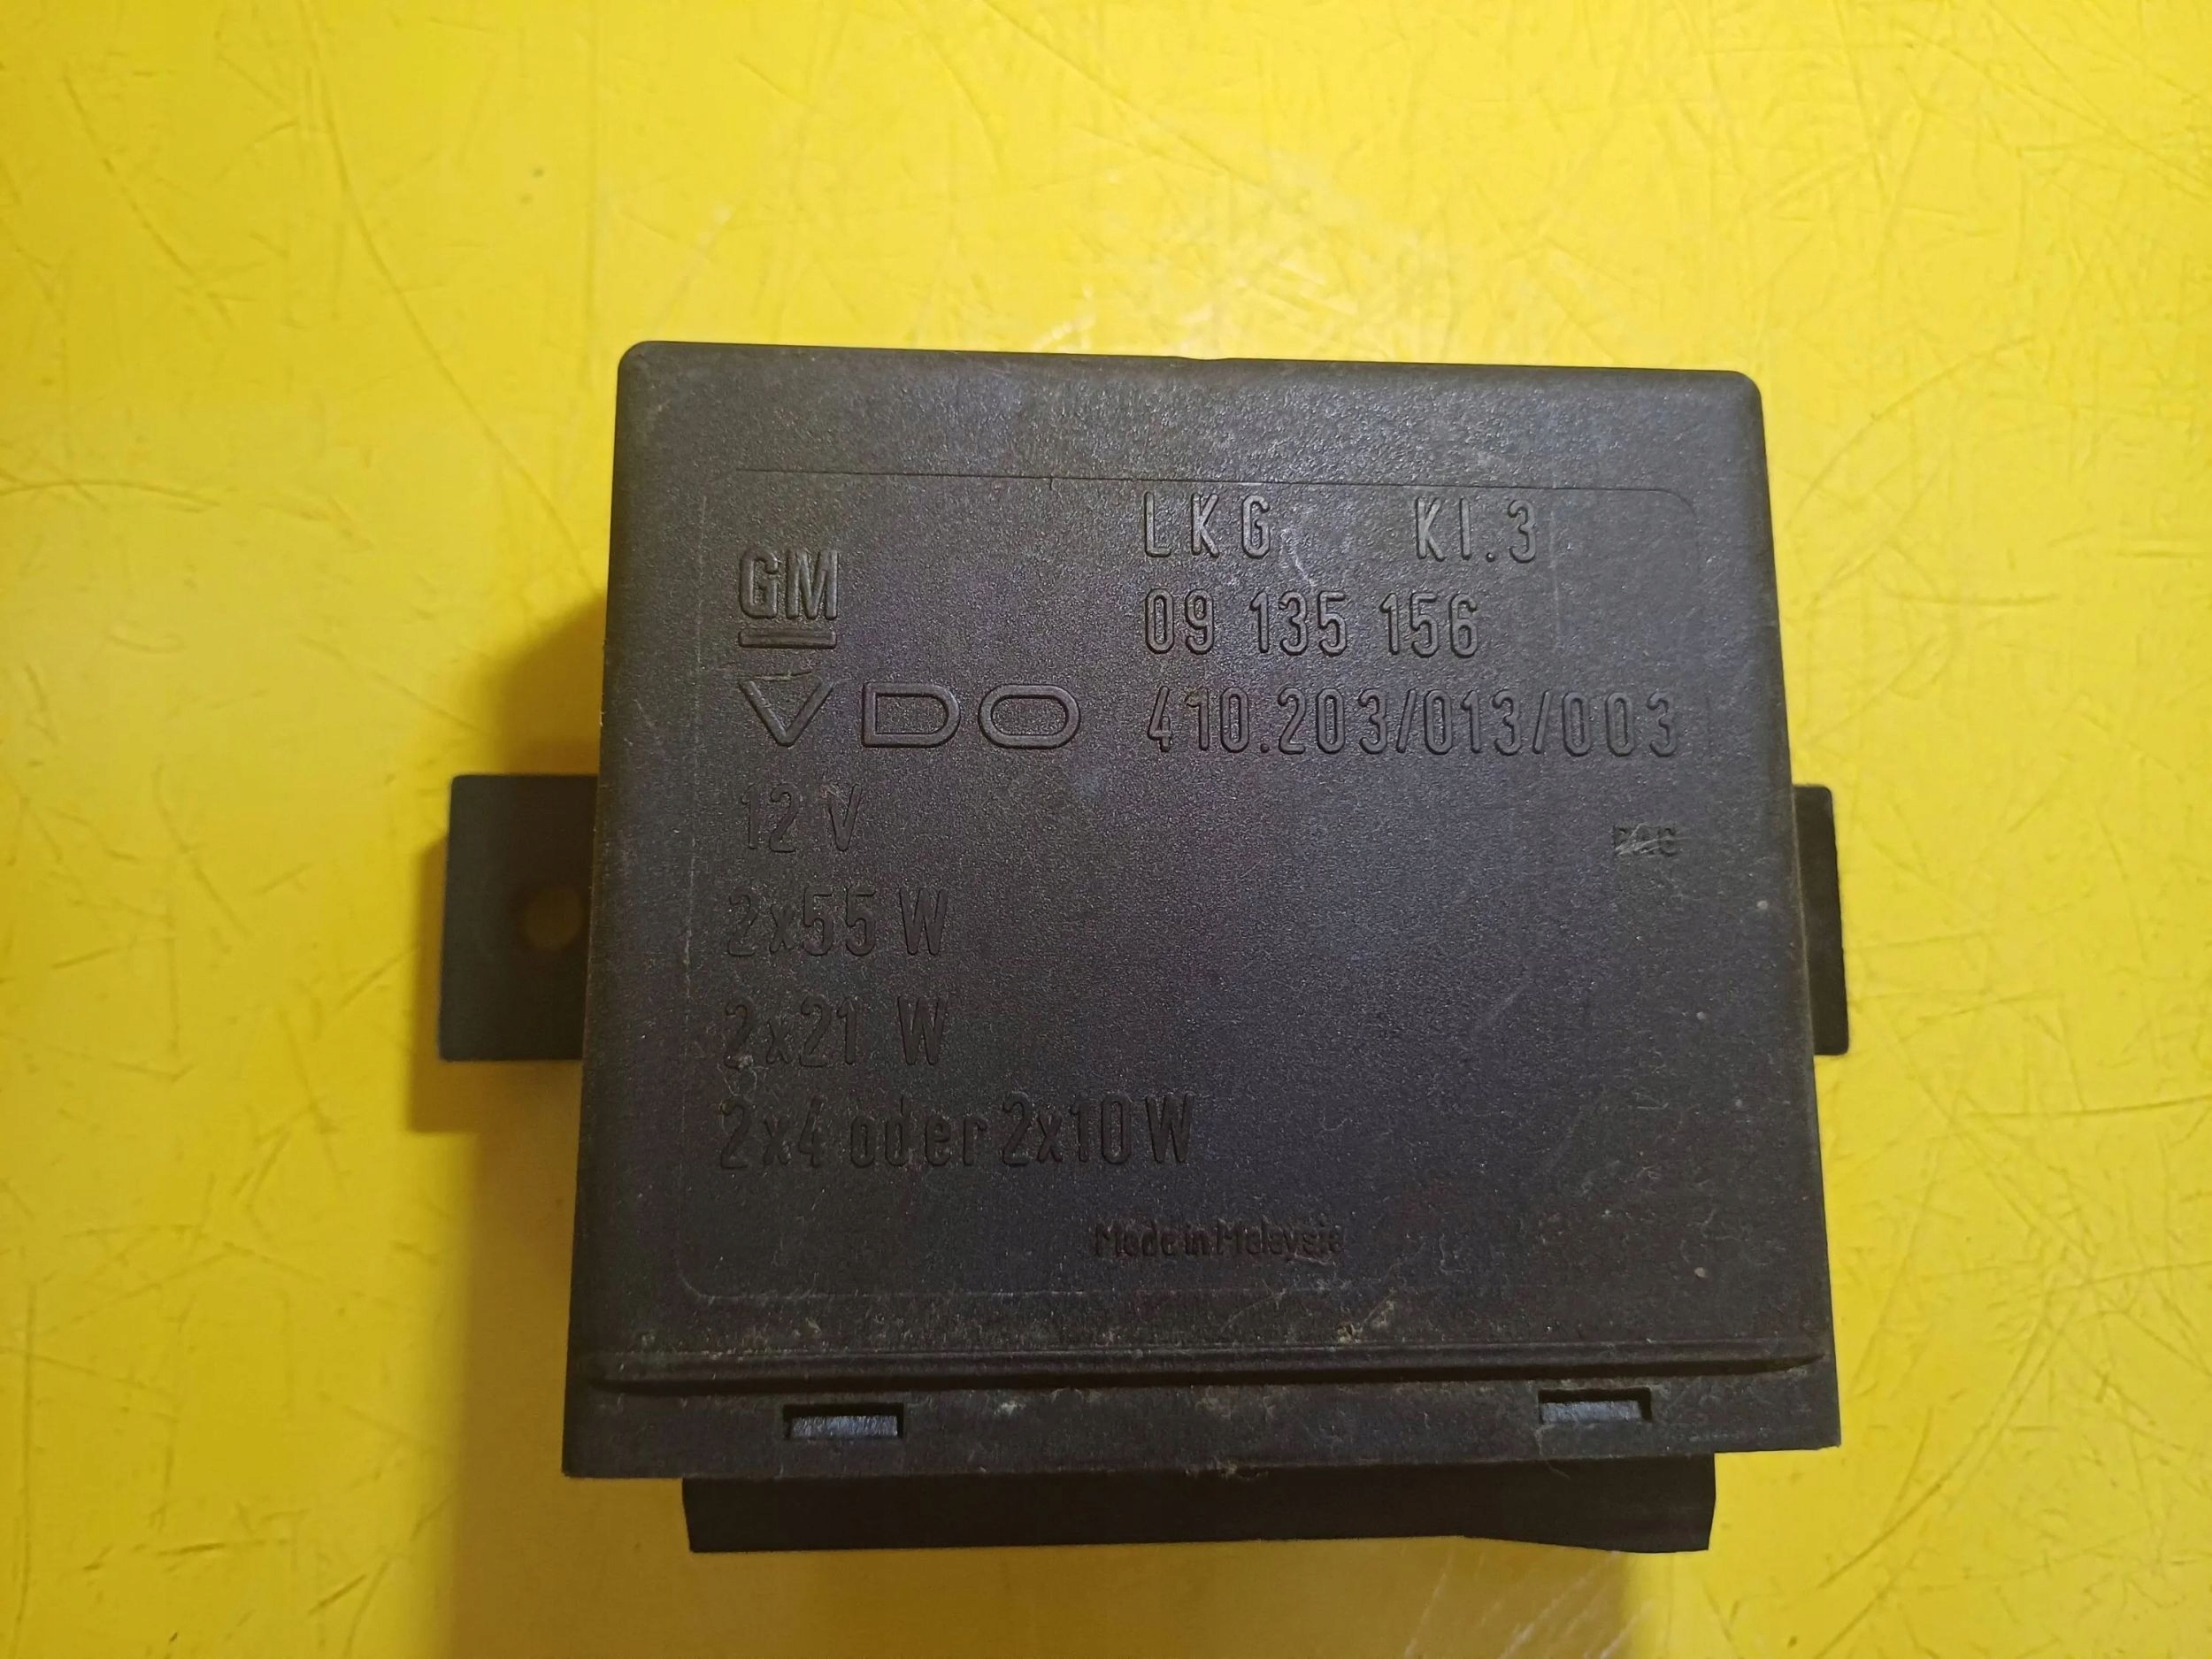 LKG KI.3
GM
09 135 156
VDO 410.203/013/003
12 V
2x55 W
2x21 W
2x4 oder 2x10 W
Made in Malaysia